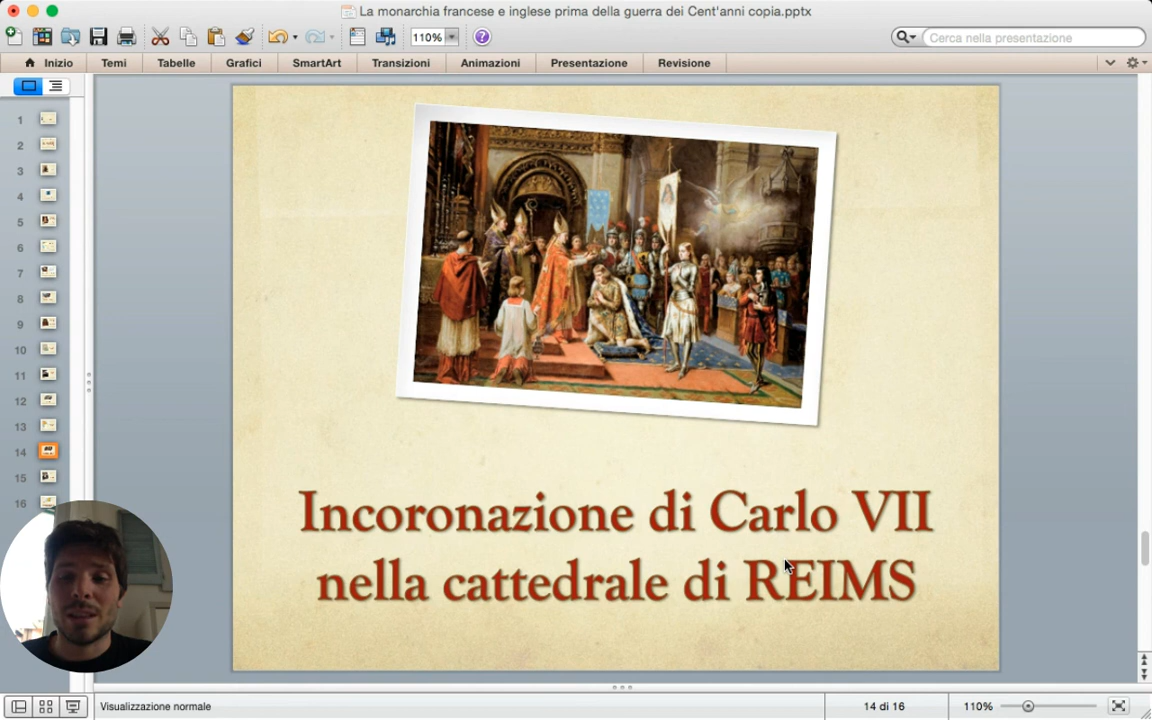 La monarchia francese e inglese prima della guerra dei Cent'anni copia.pptx
110%
Cerca nella presentazione
Inizio Temi Tabelle Grafici SmartArt Transizioni Animazioni Presentazione Revisione
1
2
3
4
5
6
7
8
9
10
11
12
13
14
15
16
Incoronazione di Carlo VII
nella cattedrale di REIMS
Visualizzazione normale 14 di 16 110%